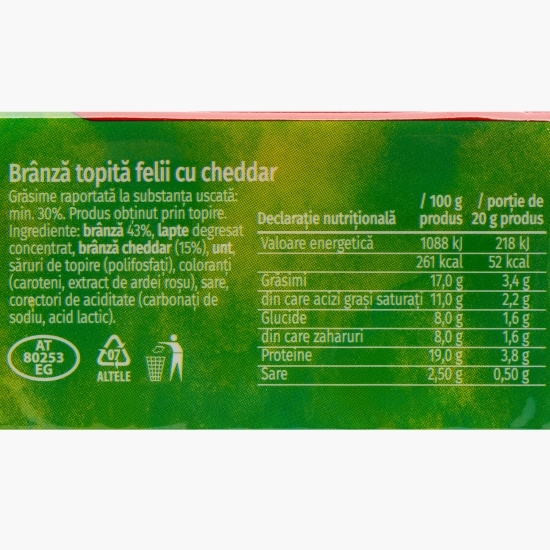 Brânză topită felii cu cheddar
Grăsime raportată la substanța uscată:
min. 30%. Produs obținut prin topire.
Ingrediente: brânză 43%, lapte degresat
concentrat, brânză cheddar (15%), unt,
săruri de topire (polifosfați), coloranți
(caroteni, extract de ardei roșu), sare,
corectori de aciditate (carbonați de
sodiu, acid lactic).
AT
80253
EG
07
ALTELE
/ 100 g / porție de
Declarație nutrițională produs 20 g produs
Valoare energetică 1088 kJ 218 kJ
261 kcal 52 kcal
Grăsimi 17,0 g 3,4 g
din care acizi grași saturați 11,0 g 2,2 g
Glucide 8,0 g 1,6 g
din care zaharuri 8,0 g 1,6 g
Proteine 19,0 g 3,8 g
Sare 2,50 g 0,50 g